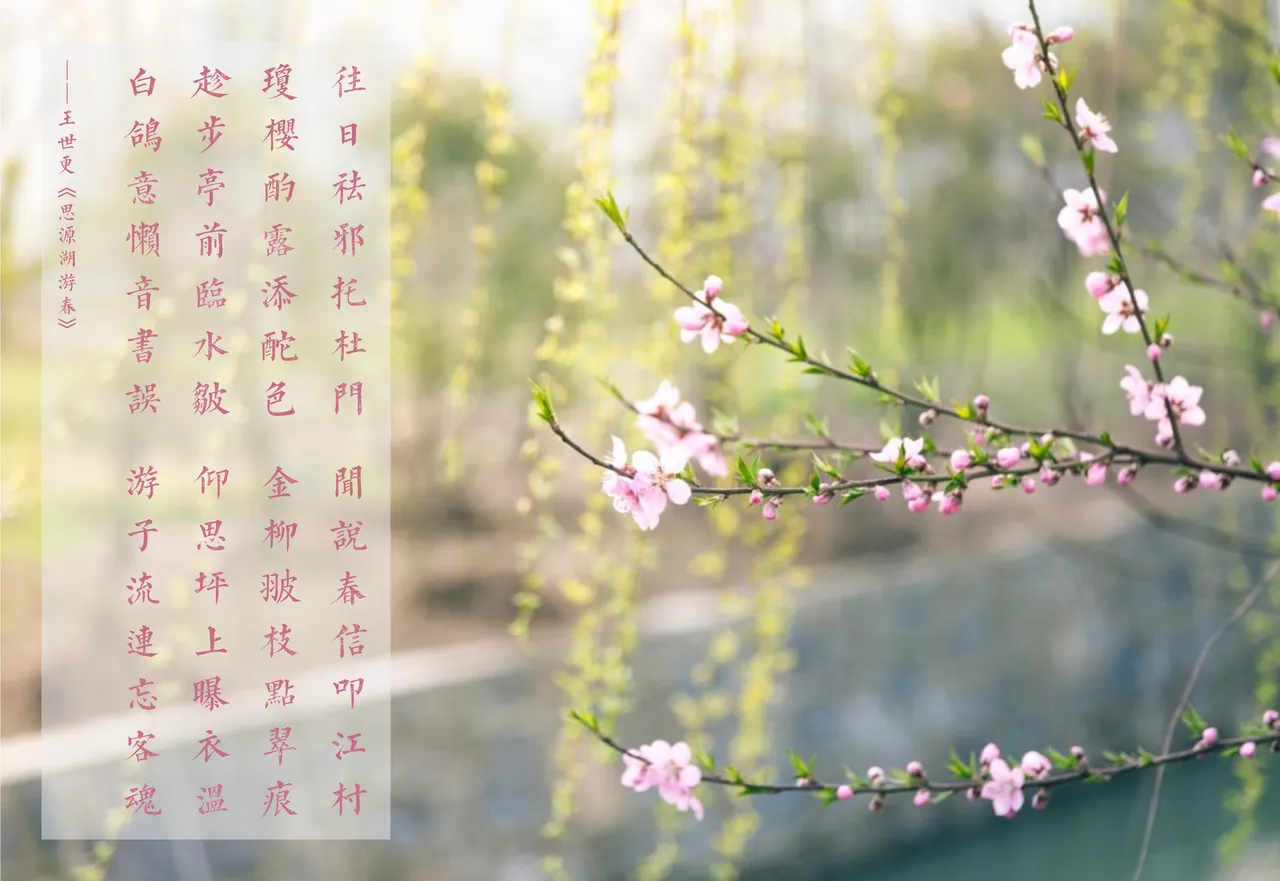 往日祛邪托杜門　聞說春信叩江村
瓊櫻酌露添酡色　金柳翍枝點翠痕
趁步亭前臨水皺　仰思坪上曝衣溫
白鴿意懶音書誤　游子流連忘客魂
——王世更《思源湖游春》